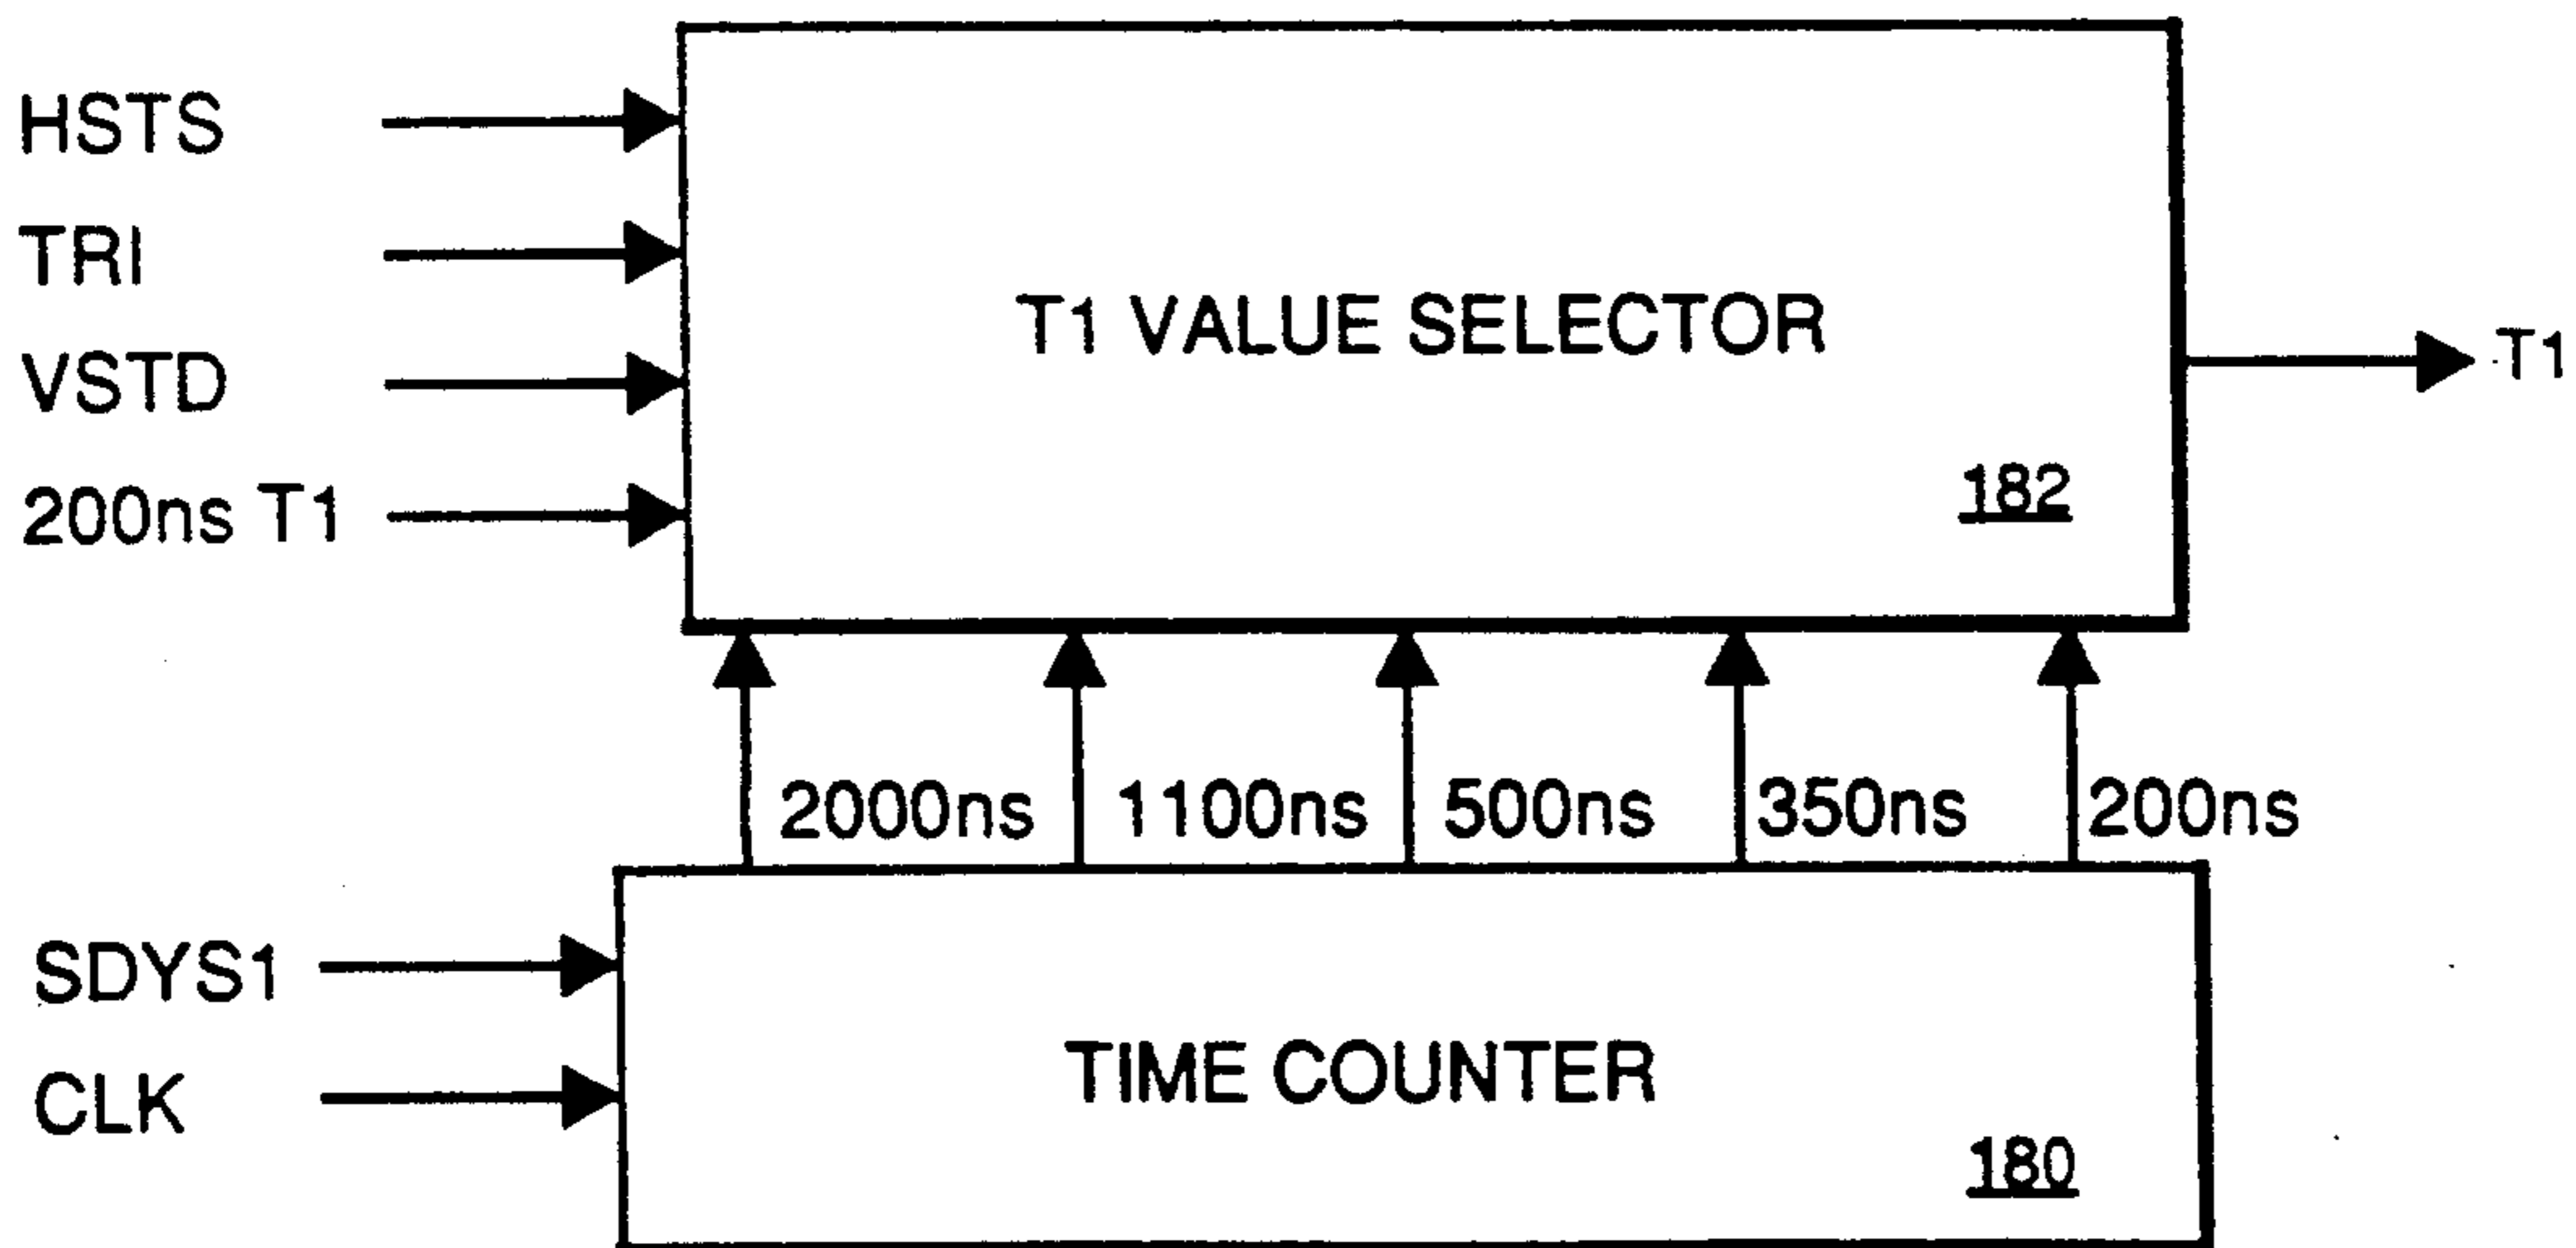 HSTS
TRI
VSTD
200ns T1
T1 VALUE SELECTOR
182
T1
2000ns
1100ns
500ns
350ns
200ns
SDYS1
CLK
TIME COUNTER
180